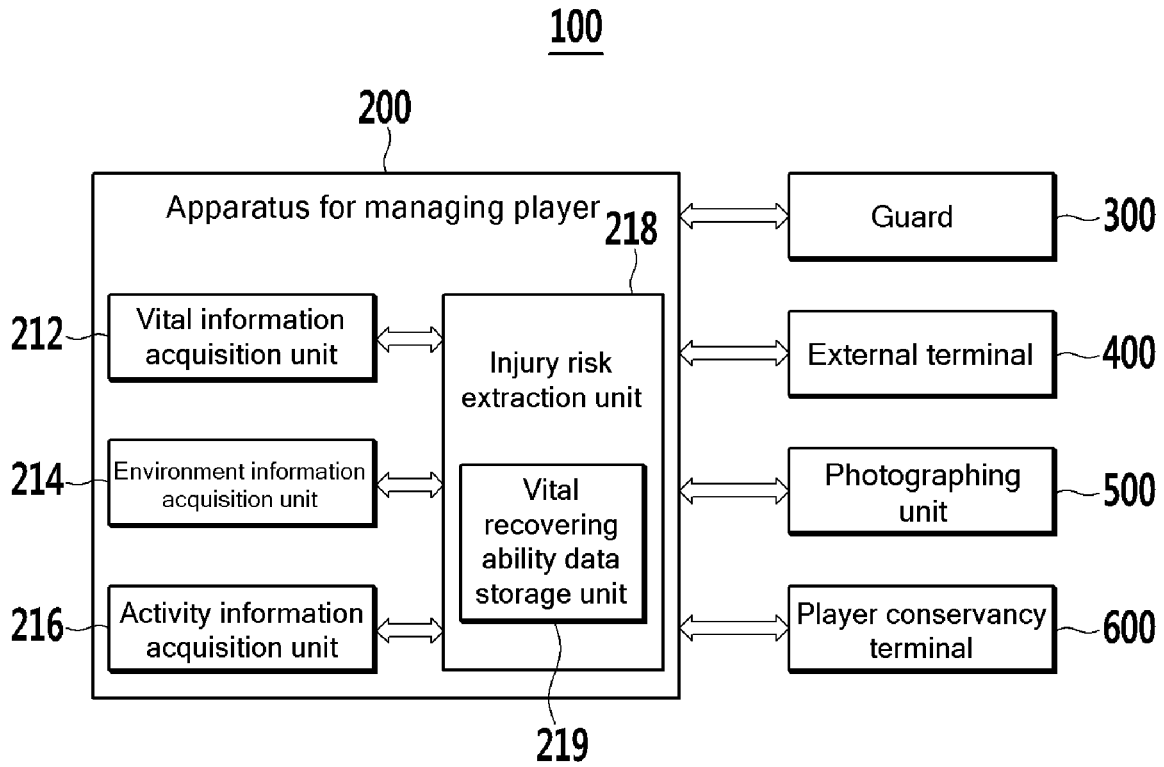 100
200
Apparatus for managing player
218
Guard
300
212
Vital information
acquisition unit
Injury risk
extraction unit
External terminal
400
214
Environment information
acquisition unit
Vital
recovering
ability data
storage unit
Photographing
unit
500
216
Activity information
acquisition unit
Player conservancy
terminal
600
219